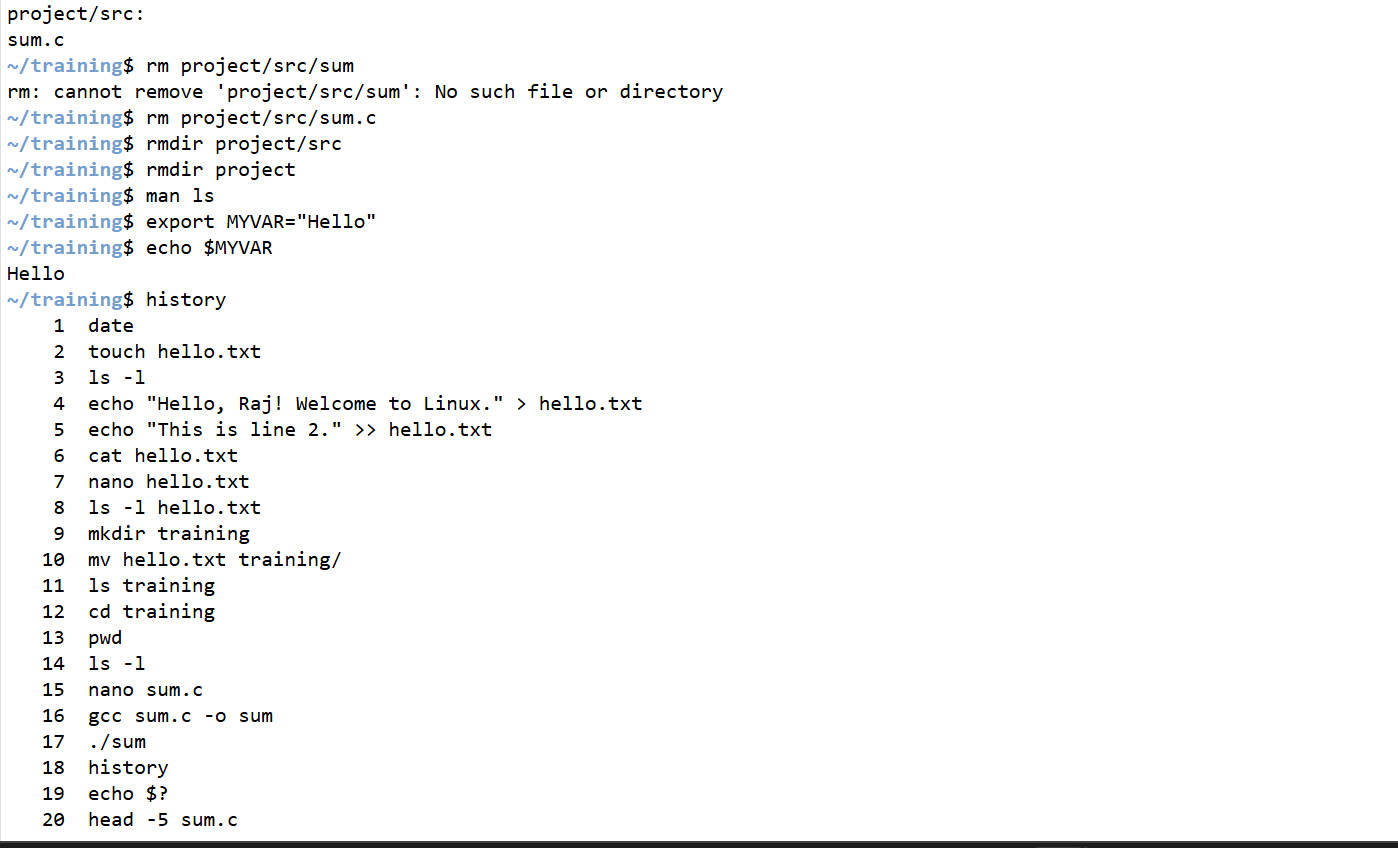 project/src:
sum.c
~/training$ rm project/src/sum
rm: cannot remove 'project/src/sum': No such file or directory
~/training$ rm project/src/sum.c
~/training$ rmdir project/src
~/training$ rmdir project
~/training$ man ls
~/training$ export MYVAR="Hello"
~/training$ echo $MYVAR
Hello
~/training$ history
    1  date
    2  touch hello.txt
    3  ls -l
    4  echo "Hello, Raj! Welcome to Linux." > hello.txt
    5  echo "This is line 2." >> hello.txt
    6  cat hello.txt
    7  nano hello.txt
    8  ls -l hello.txt
    9  mkdir training
   10  mv hello.txt training/
   11  ls training
   12  cd training
   13  pwd
   14  ls -l
   15  nano sum.c
   16  gcc sum.c -o sum
   17  ./sum
   18  history
   19  echo $?
   20  head -5 sum.c